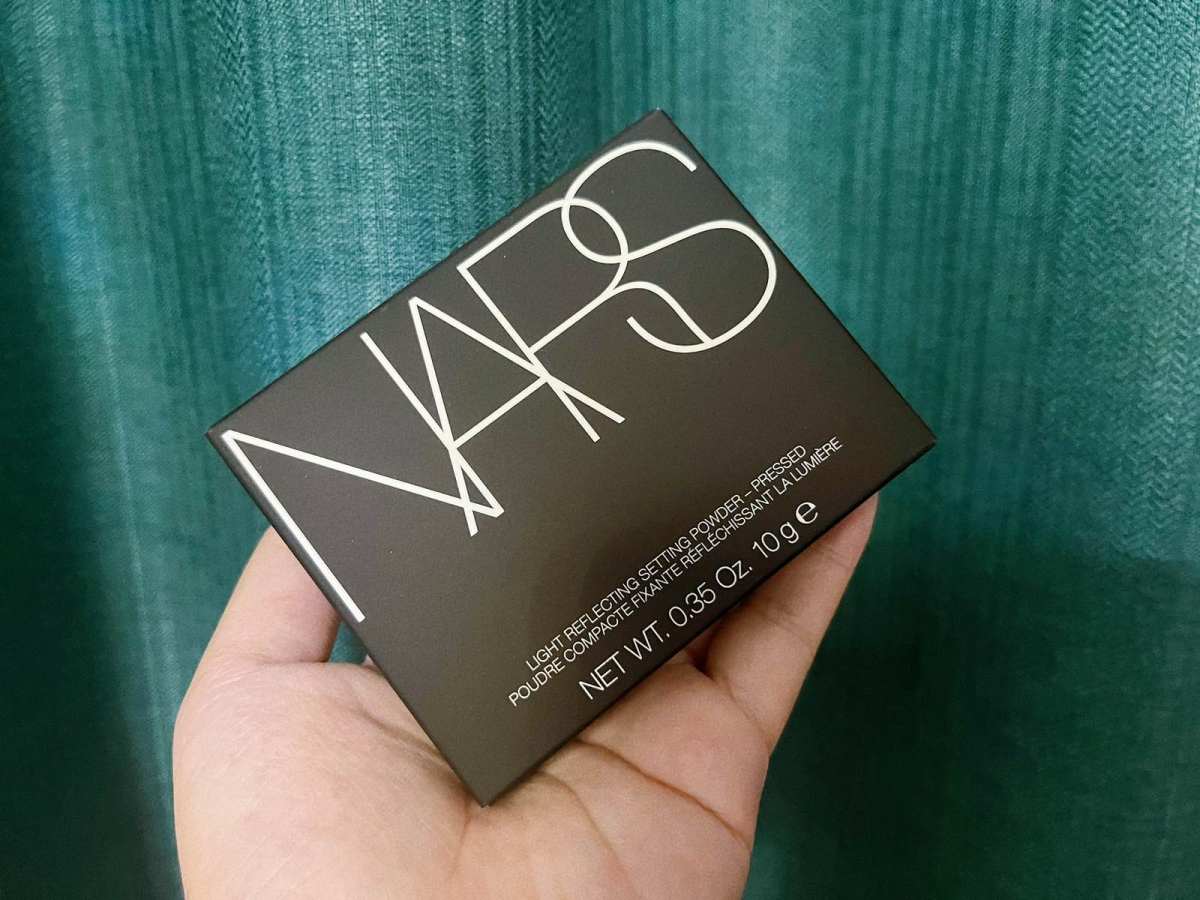 NARS
LIGHT REFLECTING SETTING POWDER – PRESSED
POUDRE COMPACTE FIXANTE RÉFLÉCHISSANT LA LUMIÈRE
NET WT. 0.35 Oz. 10 g ℮